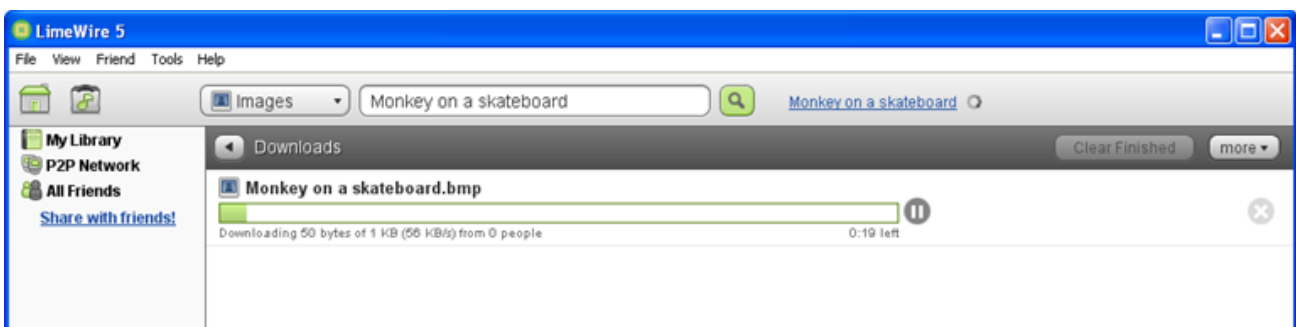 LimeWire 5
File View Friend Tools Help
Images Monkey on a skateboard Monkey on a skateboard
My Library
P2P Network
All Friends
Share with friends!
Downloads Clear Finished more
Monkey on a skateboard.bmp
Downloading 50 bytes of 1 KB (56 KB/s) from 0 people 0:19 left